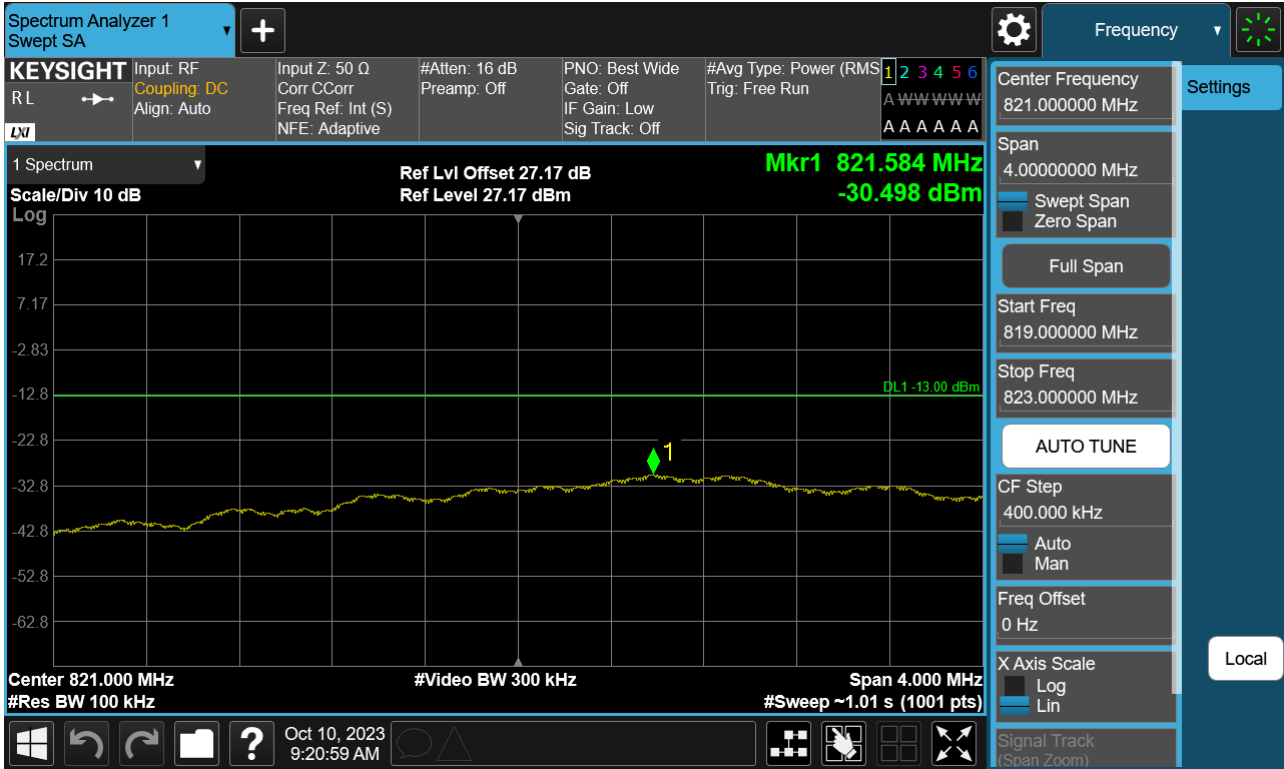 Spectrum Analyzer 1
Swept SA
Frequency
KEYSIGHT
R L
LXI
Input: RF
Coupling: DC
Align: Auto
Input Z: 50 Ω
Corr CCorr
Freq Ref: Int (S)
NFE: Adaptive
#Atten: 16 dB
Preamp: Off
PNO: Best Wide
Gate: Off
IF Gain: Low
Sig Track: Off
#Avg Type: Power (RMS
Trig: Free Run
1 2 3 4 5 6
A W W W W W
A A A A A A
1 Spectrum
Scale/Div 10 dB
Log
Ref Lvl Offset 27.17 dB
Ref Level 27.17 dBm
Mkr1 821.584 MHz
-30.498 dBm
17.2
7.17
-2.83
-12.8
-22.8
-32.8
-42.8
-52.8
-62.8
DL1 -13.00 dBm
1
Center 821.000 MHz
#Video BW 300 kHz
Span 4.000 MHz
#Res BW 100 kHz
#Sweep ~1.01 s (1001 pts)
Center Frequency
821.000000 MHz
Span
4.00000000 MHz
Swept Span
Zero Span
Full Span
Start Freq
819.000000 MHz
Stop Freq
823.000000 MHz
AUTO TUNE
CF Step
400.000 kHz
Auto
Man
Freq Offset
0 Hz
X Axis Scale
Log
Lin
Signal Track
(Span Zoom)
Settings
Local
?
Oct 10, 2023
9:20:59 AM